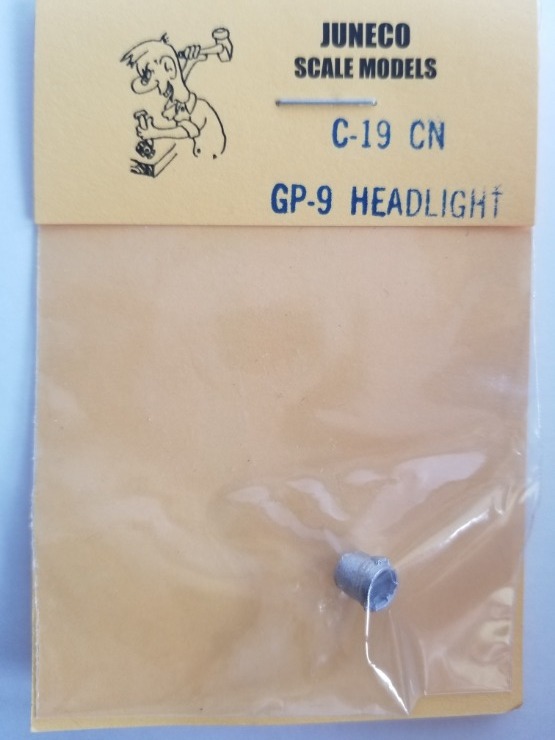 JUNECO
SCALE MODELS
C-19 CN
GP-9 HEADLIGHT